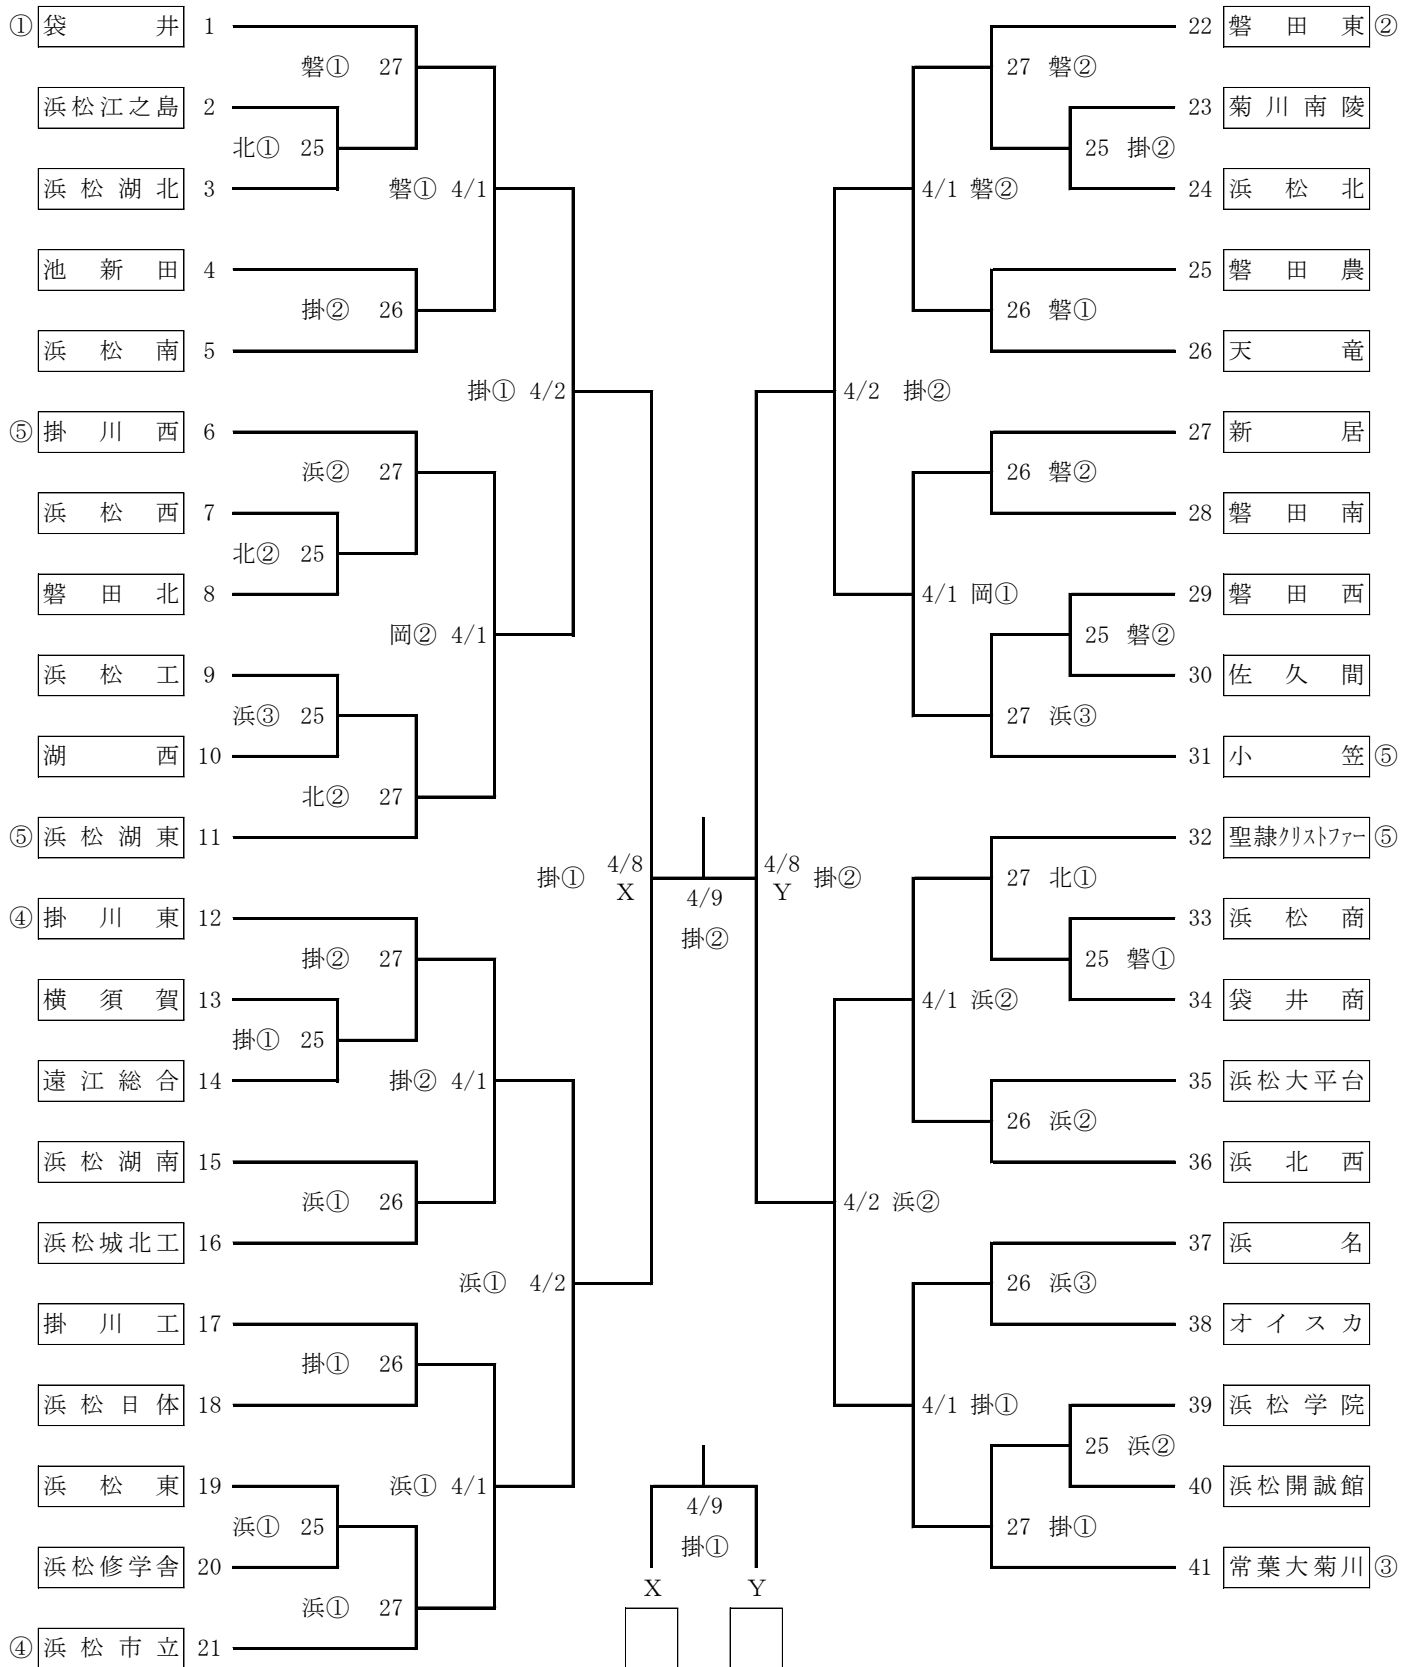 ① 袋井 1
磐① 27
浜松江之島 2
北① 25
浜松湖北 3
磐① 4/1
池新田 4
掛② 26
浜松南 5
掛① 4/2
⑤ 掛川西 6
浜② 27
浜松西 7
北② 25
磐田北 8
岡② 4/1
浜松工 9
浜③ 25
湖西 10
北② 27
⑤ 浜松湖東 11
掛① 4/8
X
④ 掛川東 12
掛② 27
横須賀 13
掛① 25
遠江総合 14
掛② 4/1
浜松湖南 15
浜① 26
浜松城北工 16
浜① 4/2
掛川工 17
掛① 26
浜松日体 18
浜松東 19
浜① 4/1
浜① 25
浜松修学舎 20
浜① 27
④ 浜松市立 21
4/9
掛②
4/9
掛①
X Y
22 磐田東 ②
27 磐②
23 菊川南陵
25 掛②
24 浜松北
4/1 磐②
25 磐田農
26 磐①
26 天竜
4/2 掛②
27 新居
26 磐②
28 磐田南
4/1 岡①
29 磐田西
25 磐②
30 佐久間
27 浜③
31 小笠 ⑤
32 聖隷クリストファー ⑤
4/8 掛②
Y
27 北①
33 浜松商
25 磐①
34 袋井商
4/1 浜②
35 浜松大平台
26 浜②
36 浜北西
4/2 浜②
37 浜名
26 浜③
38 オイスカ
4/1 掛①
39 浜松学院
25 浜②
40 浜松開誠館
27 掛①
41 常葉大菊川 ③